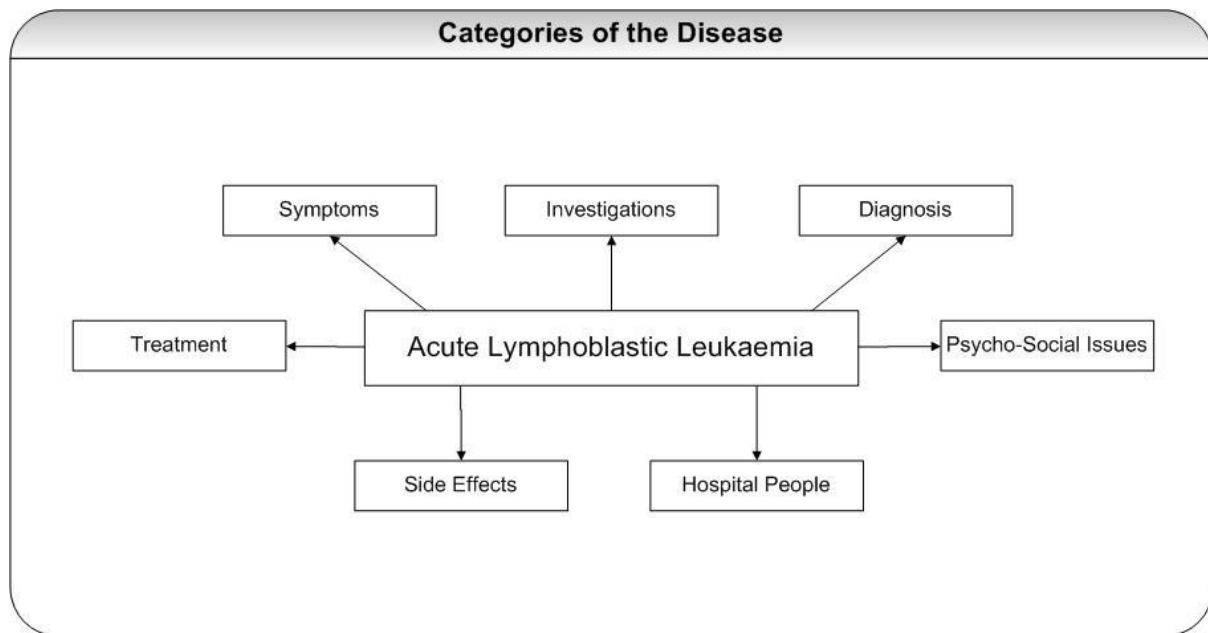 Categories of the Disease
Symptoms
Investigations
Diagnosis
Treatment
Acute Lymphoblastic Leukaemia
Psycho-Social Issues
Side Effects
Hospital People